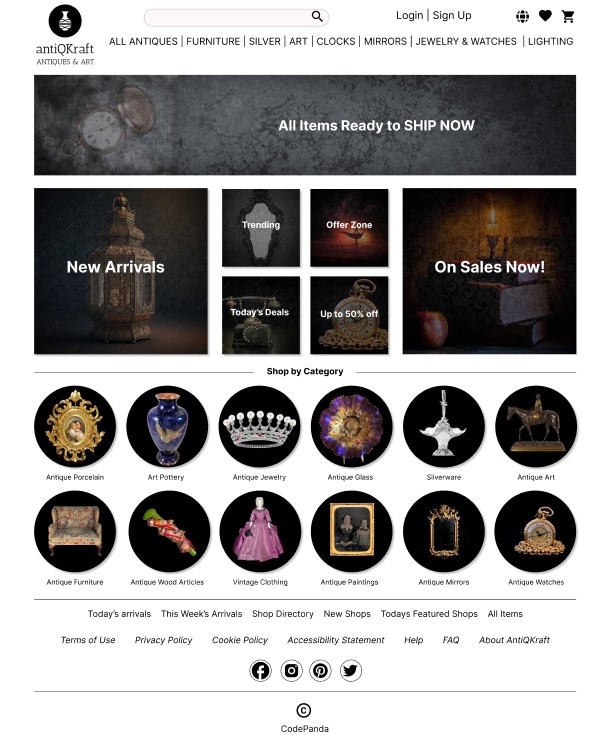 Login | Sign Up
antiQKraft
ANTIQUES & ART
ALL ANTIQUES | FURNITURE | SILVER | ART | CLOCKS | MIRRORS | JEWELRY & WATCHES | LIGHTING
All Items Ready to SHIP NOW
New Arrivals
Trending
Offer Zone
Today's Deals
Up to 50% off
On Sales Now!
Shop by Category
Antique Porcelain
Art Pottery
Antique Jewelry
Antique Glass
Silverware
Antique Art
Antique Furniture
Antique Wood Articles
Vintage Clothing
Antique Paintings
Antique Mirrors
Antique Watches
Today's arrivals This Week's Arrivals Shop Directory New Shops Todays Featured Shops All Items
Terms of Use Privacy Policy Cookie Policy Accessibility Statement Help FAQ About AntiQKraft
©
CodePanda